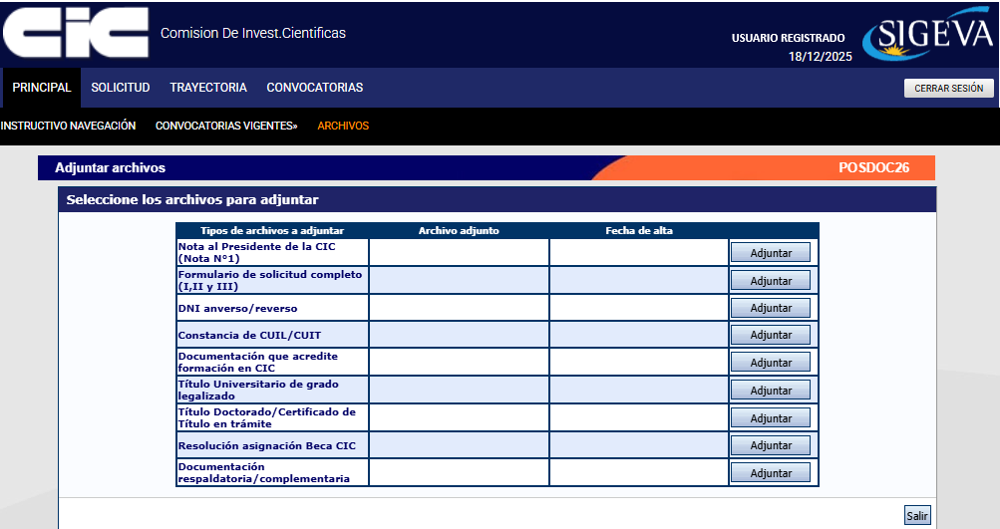 CIC
Comision De Invest.Cientificas
USUARIO REGISTRADO
18/12/2025
SIGEVA
PRINCIPAL SOLICITUD TRAYECTORIA CONVOCATORIAS
CERRAR SESIÓN
INSTRUCTIVO NAVEGACIÓN CONVOCATORIAS VIGENTES» ARCHIVOS
Adjuntar archivos POSDOC26
Seleccione los archivos para adjuntar
Tipos de archivos a adjuntar Archivo adjunto Fecha de alta
Nota al Presidente de la CIC
(Nota N°1)
Adjuntar
Formulario de solicitud completo
(I,II y III)
Adjuntar
DNI anverso/reverso Adjuntar
Constancia de CUIL/CUIT Adjuntar
Documentación que acredite
formación en CIC
Adjuntar
Título Universitario de grado
legalizado
Adjuntar
Título Doctorado/Certificado de
Título en trámite
Adjuntar
Resolución asignación Beca CIC Adjuntar
Documentación
respaldatoria/complementaria
Adjuntar
Salir